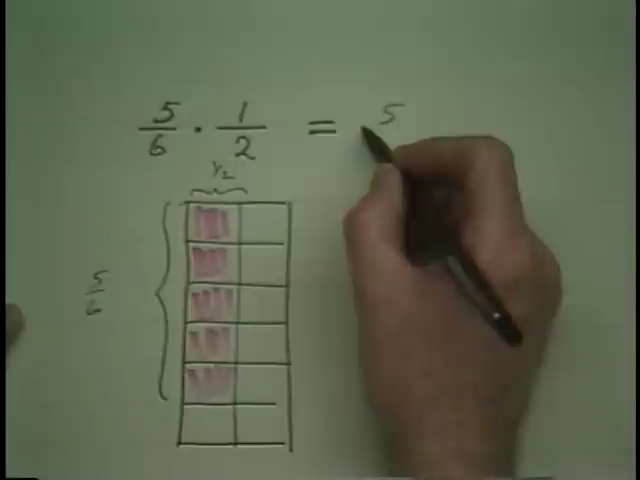 5/6 · 1/2 = 5
1/2
5/6